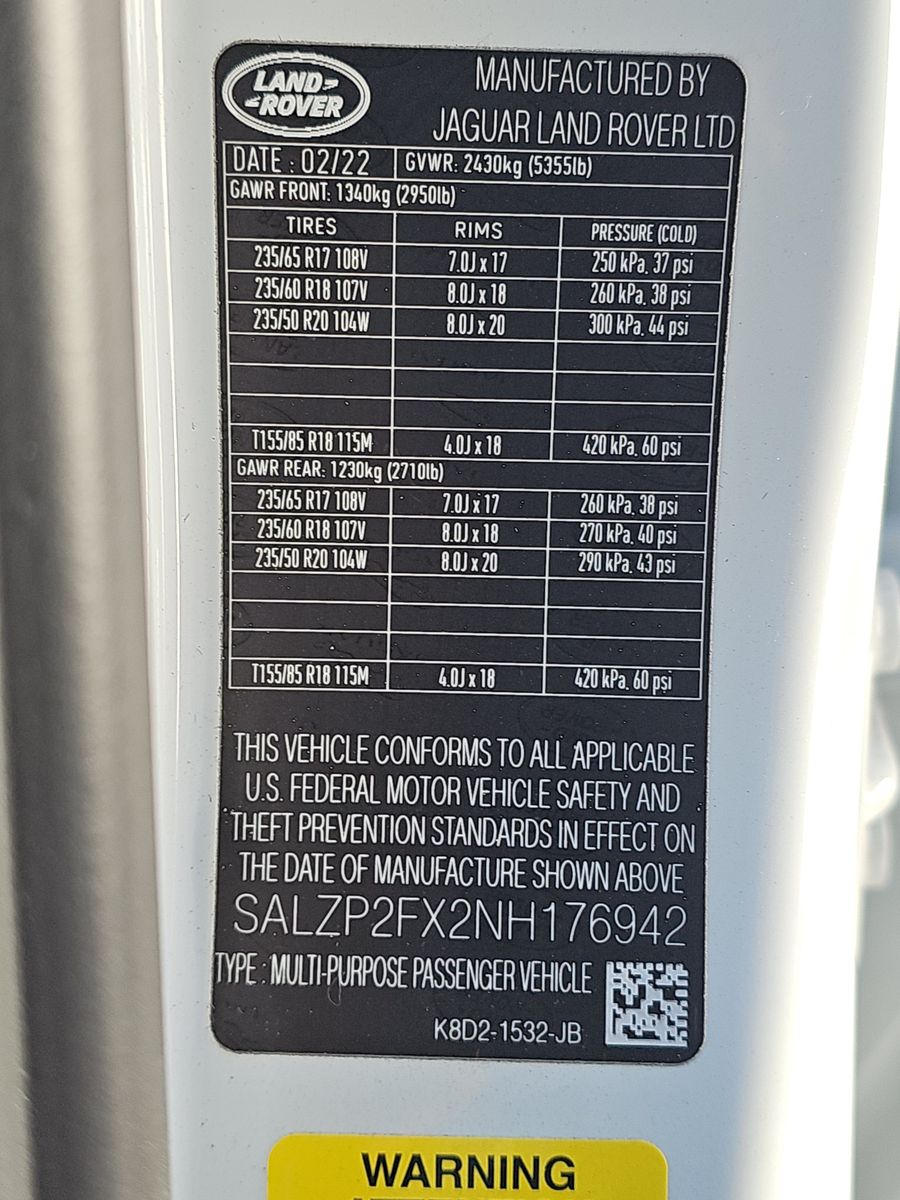 LAND-
-ROVER
MANUFACTURED BY
JAGUAR LAND ROVER LTD
DATE : 02/22 GVWR: 2430kg (5355lb)
GAWR FRONT: 1340kg (2950lb)
TIRES RIMS PRESSURE (COLD)
235/65 R17 108V 7.0J x 17 250 kPa, 37 psi
235/60 R18 107V 8.0J x 18 260 kPa, 38 psi
235/50 R20 104W 8.0J x 20 300 kPa, 44 psi
T155/85 R18 115M 4.0J x 18 420 kPa, 60 psi
GAWR REAR: 1230kg (2710lb)
235/65 R17 108V 7.0J x 17 260 kPa, 38 psi
235/60 R18 107V 8.0J x 18 270 kPa, 40 psi
235/50 R20 104W 8.0J x 20 290 kPa, 43 psi
T155/85 R18 115M 4.0J x 18 420 kPa, 60 psi
THIS VEHICLE CONFORMS TO ALL APPLICABLE
U.S. FEDERAL MOTOR VEHICLE SAFETY AND
THEFT PREVENTION STANDARDS IN EFFECT ON
THE DATE OF MANUFACTURE SHOWN ABOVE
SALZP2FX2NH176942
TYPE : MULTI-PURPOSE PASSENGER VEHICLE
K8D2-1532-JB
WARNING